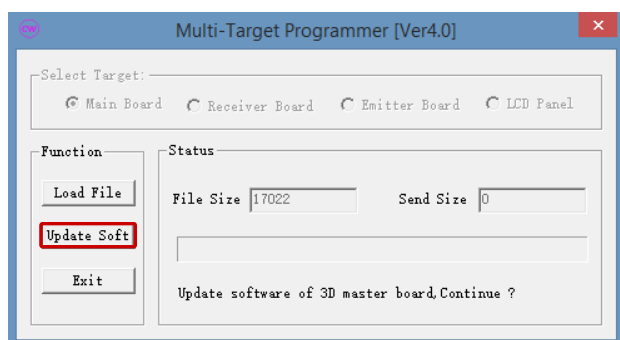 CW
Multi-Target Programmer [Ver4.0]
Select Target:
Main Board Receiver Board Emitter Board LCD Panel
Function
Status
Load File
File Size 17022 Send Size 0
Update Soft
Exit
Update software of 3D master board,Continue ?